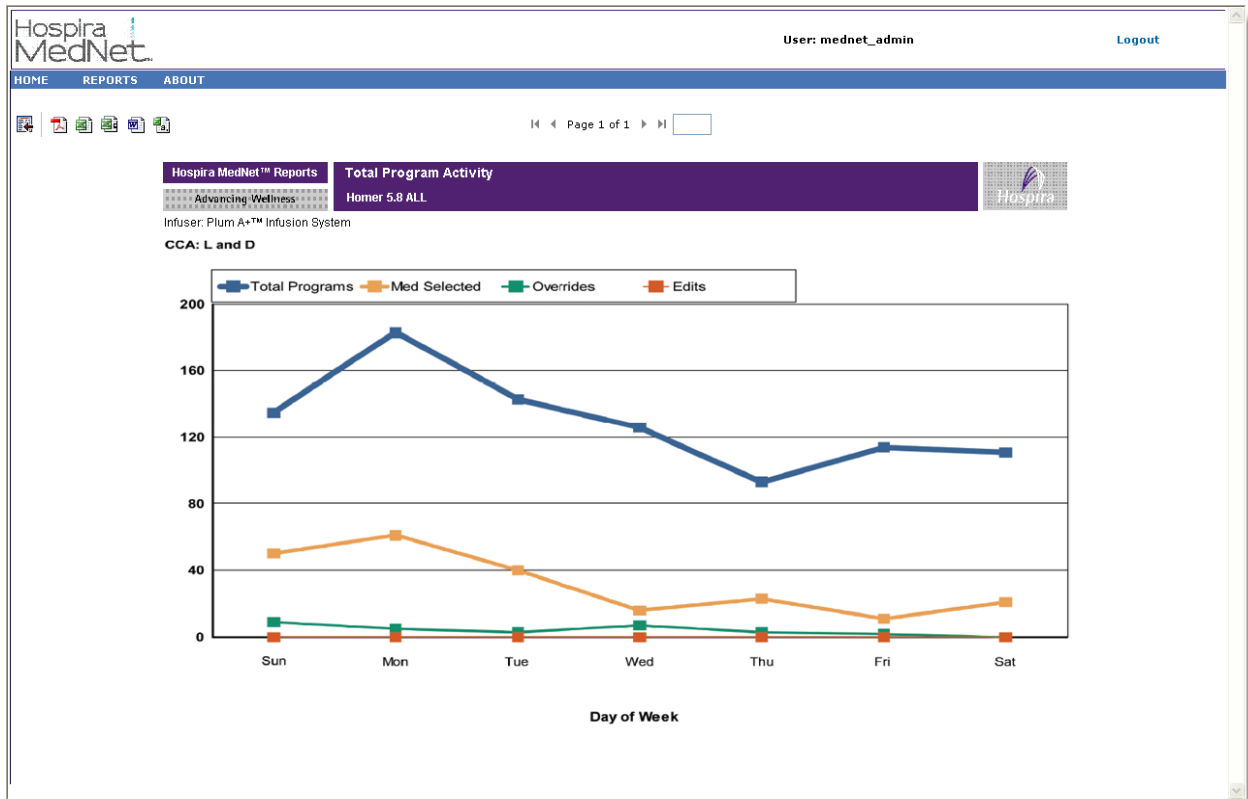 Hospira
MedNet
User: mednet_admin
Logout
HOME REPORTS ABOUT
Page 1 of 1
Hospira MedNet™ Reports
Total Program Activity
Advancing Wellness
Homer 5.8 ALL
Hospira
Infuser: Plum A+™ Infusion System
CCA: L and D
Total Programs Med Selected Overrides Edits
200
160
120
80
40
0
Sun Mon Tue Wed Thu Fri Sat
Day of Week